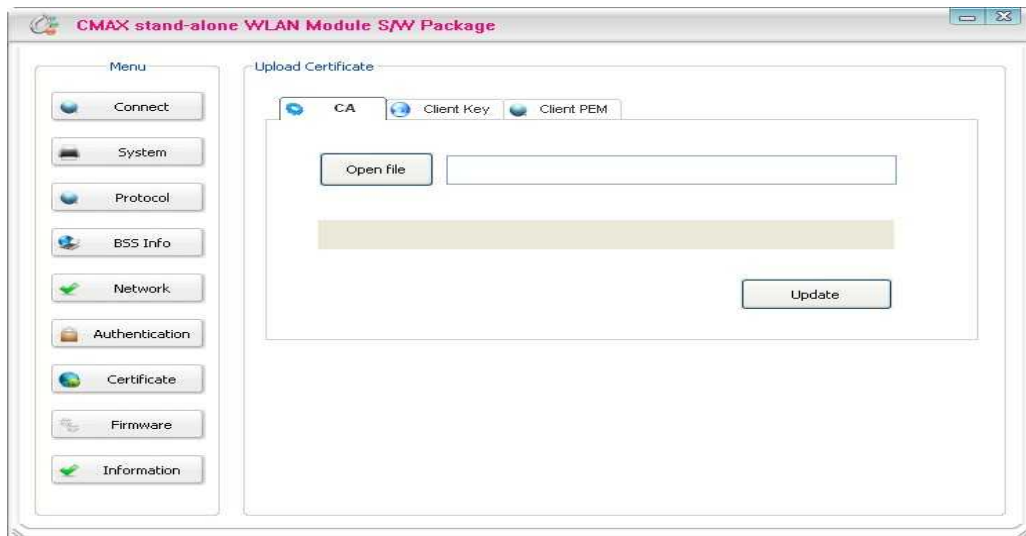 CMAX stand-alone WLAN Module S/W Package
Menu
Connect
System
Protocol
BSS Info
Network
Authentication
Certificate
Firmware
Information
Upload Certificate
CA
Client Key
Client PEM
Open file
Update